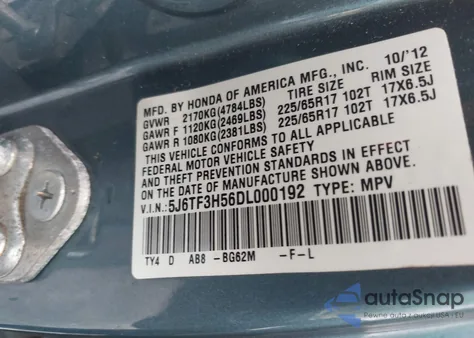 MFD. BY HONDA OF AMERICA MFG., INC. 10/'12
GVWR 2170KG(4784LBS) TIRE SIZE RIM SIZE
GAWR F 1120KG(2469LBS) 225/65R17 102T 17X6.5J
GAWR R 1080KG(2381LBS) 225/65R17 102T 17X6.5J
THIS VEHICLE CONFORMS TO ALL APPLICABLE
FEDERAL MOTOR VEHICLE SAFETY
AND THEFT PREVENTION STANDARDS IN EFFECT
ON THE DATE OF MANUFACTURE SHOWN ABOVE.
V.I.N.: 5J6TF3H56DL000192 TYPE: MPV
TY4 D AB8 -BG62M -F-L
autoSnap